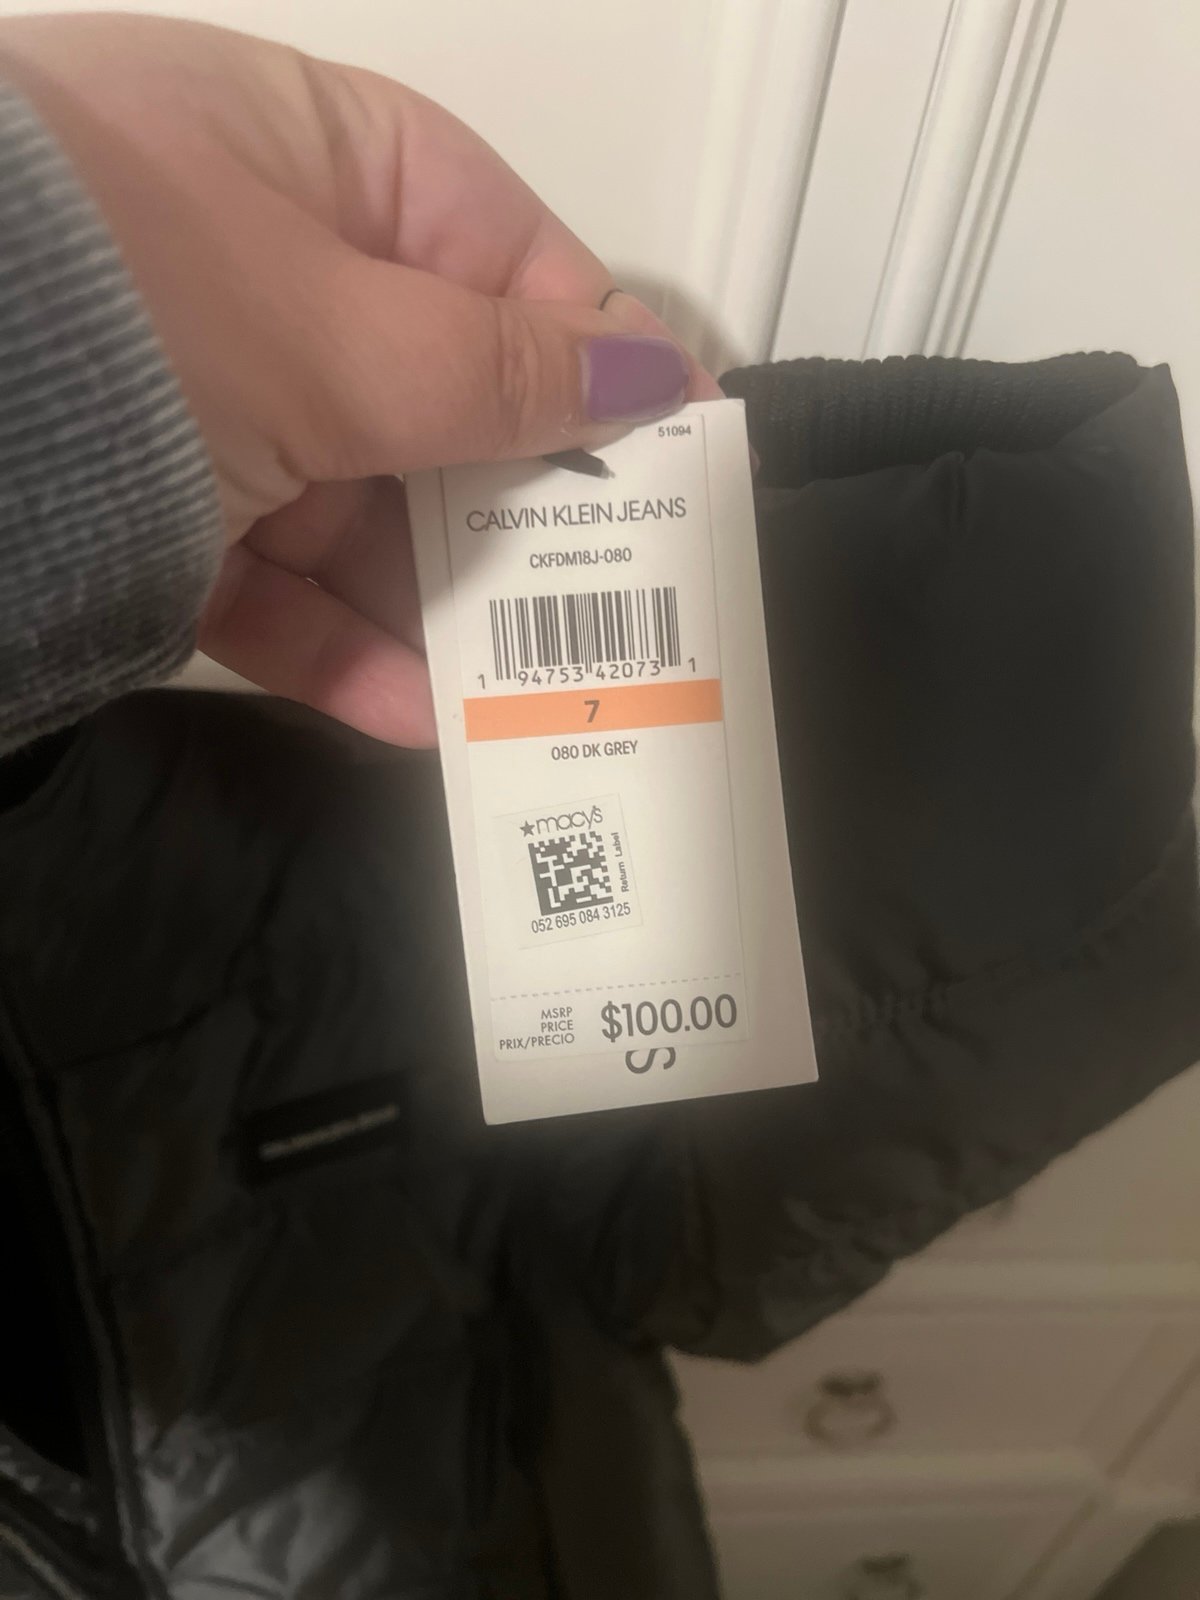 51094
CALVIN KLEIN JEANS
CKFDM18J-080
1 94753 42073 1
7
080 DK GREY
★macy's
Return Label
052 695 084 3125
MSRP
PRICE
PRIX/PRECIO
$100.00
S